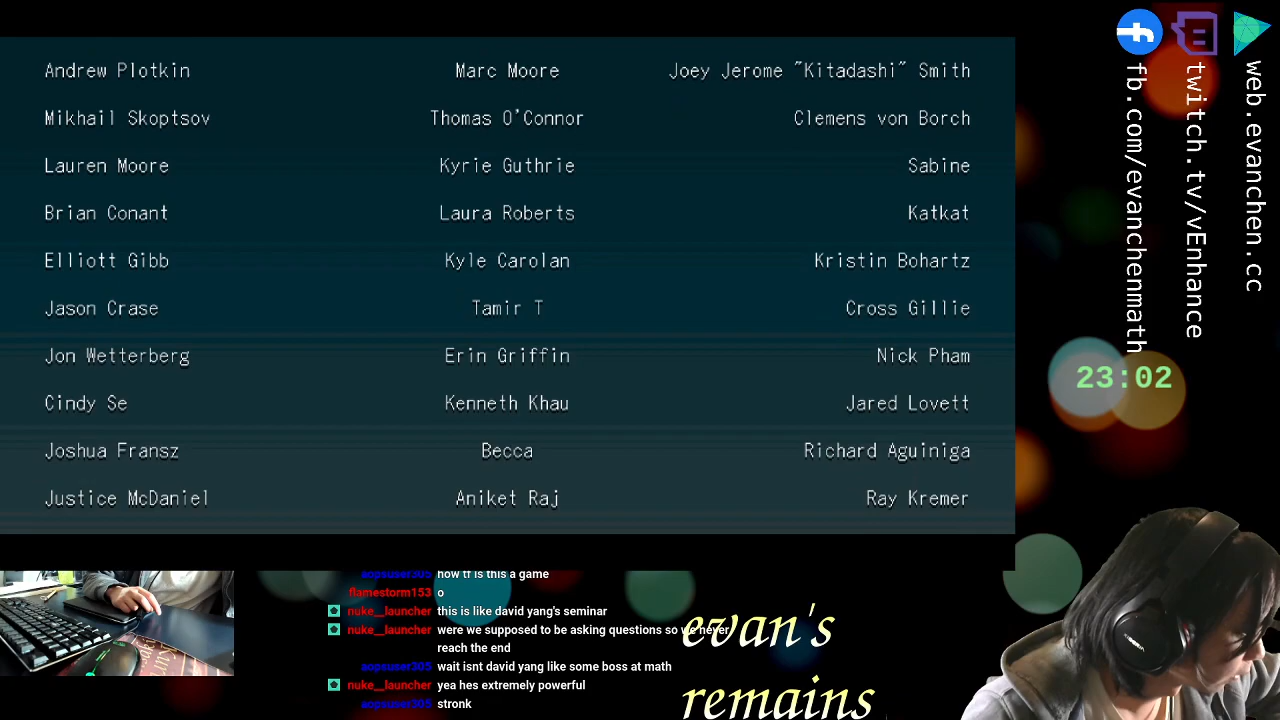 Andrew Plotkin Marc Moore Joey Jerome "Kitadashi" Smith
Mikhail Skoptsov Thomas O'Connor Clemens von Borch
Lauren Moore Kyrie Guthrie Sabine
Brian Conant Laura Roberts Katkat
Elliott Gibb Kyle Carolan Kristin Bohartz
Jason Crase Tamir T Cross Gillie
Jon Wetterberg Erin Griffin Nick Pham
Cindy Se Kenneth Khau Jared Lovett
Joshua Fransz Becca Richard Aguiniga
Justice McDaniel Aniket Raj Ray Kremer
web.evanchen.cc
twitch.tv/vEnhance
fb.com/evanchenmath
23:02
aopsuser305 how tf is this a game
flamestorm153 o
nuke__launcher this is like david yang's seminar
nuke__launcher were we supposed to be asking questions so we never
reach the end
aopsuser305 wait isnt david yang like some boss at math
nuke__launcher yea hes extremely powerful
aopsuser305 stronk
evan's
remains